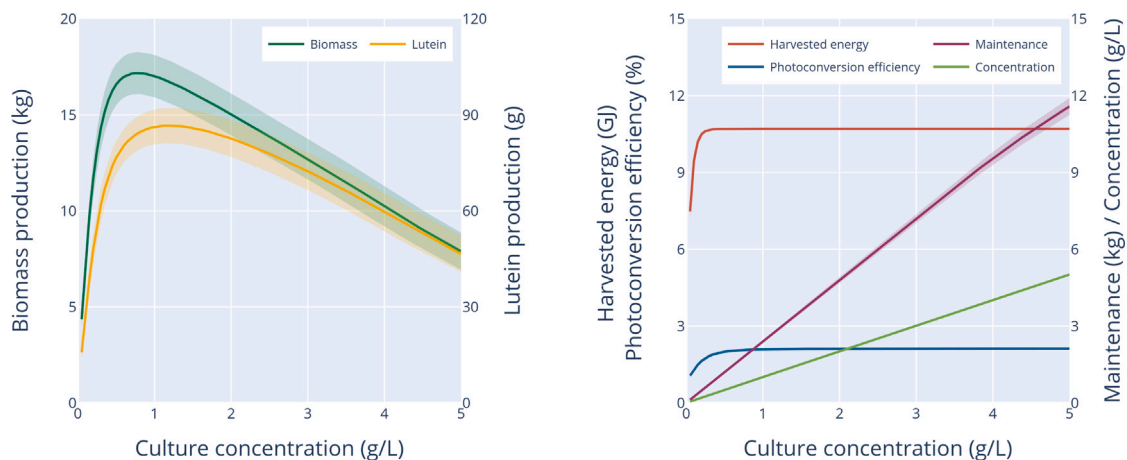 20
15
10
5
0
Biomass production (kg)
Biomass
Lutein
120
90
60
30
0
Lutein production (g)
0
1
2
3
4
5
Culture concentration (g/L)
15
12
9
6
3
0
Harvested energy (GJ)
Photoconversion efficiency (%)
Harvested energy
Maintenance
Photoconversion efficiency
Concentration
15
12
9
6
3
0
Maintenance (kg) / Concentration (g/L)
0
1
2
3
4
5
Culture concentration (g/L)